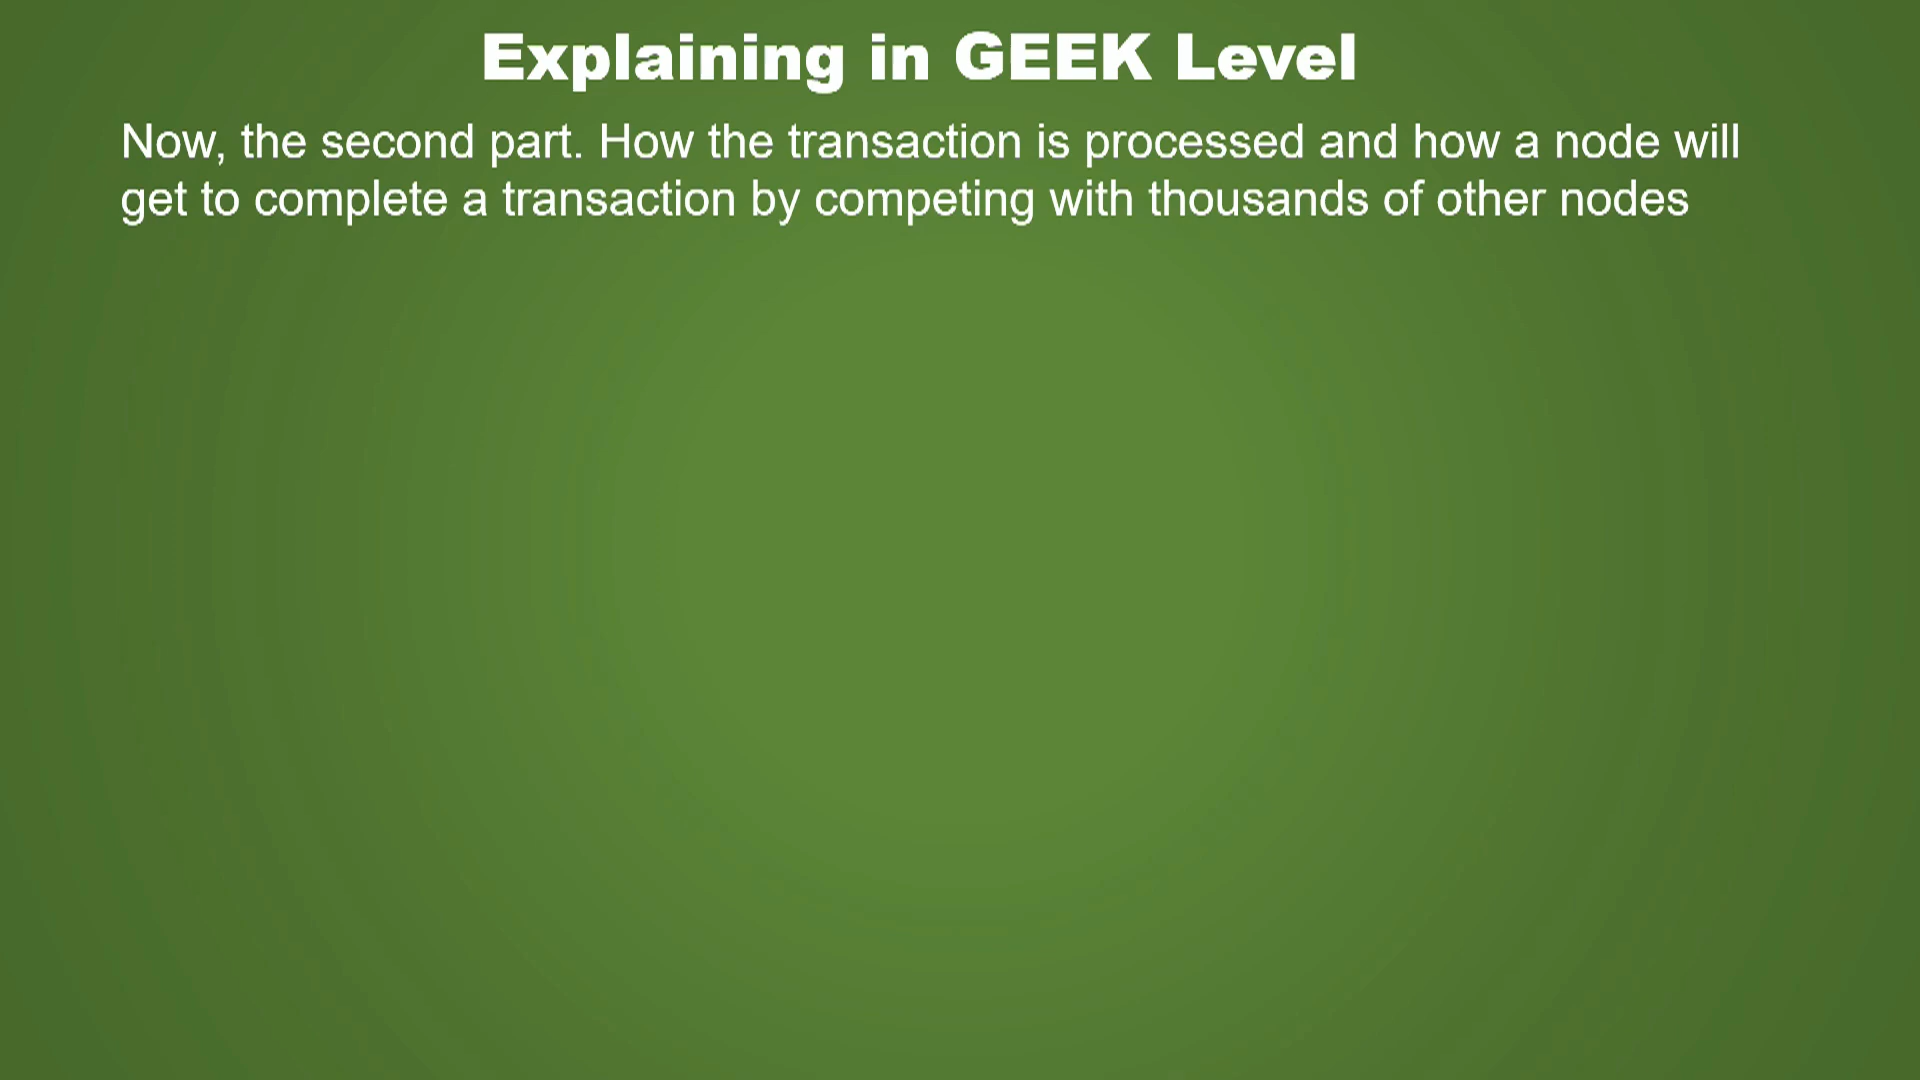 Explaining in GEEK Level
Now, the second part. How the transaction is processed and how a node will
get to complete a transaction by competing with thousands of other nodes